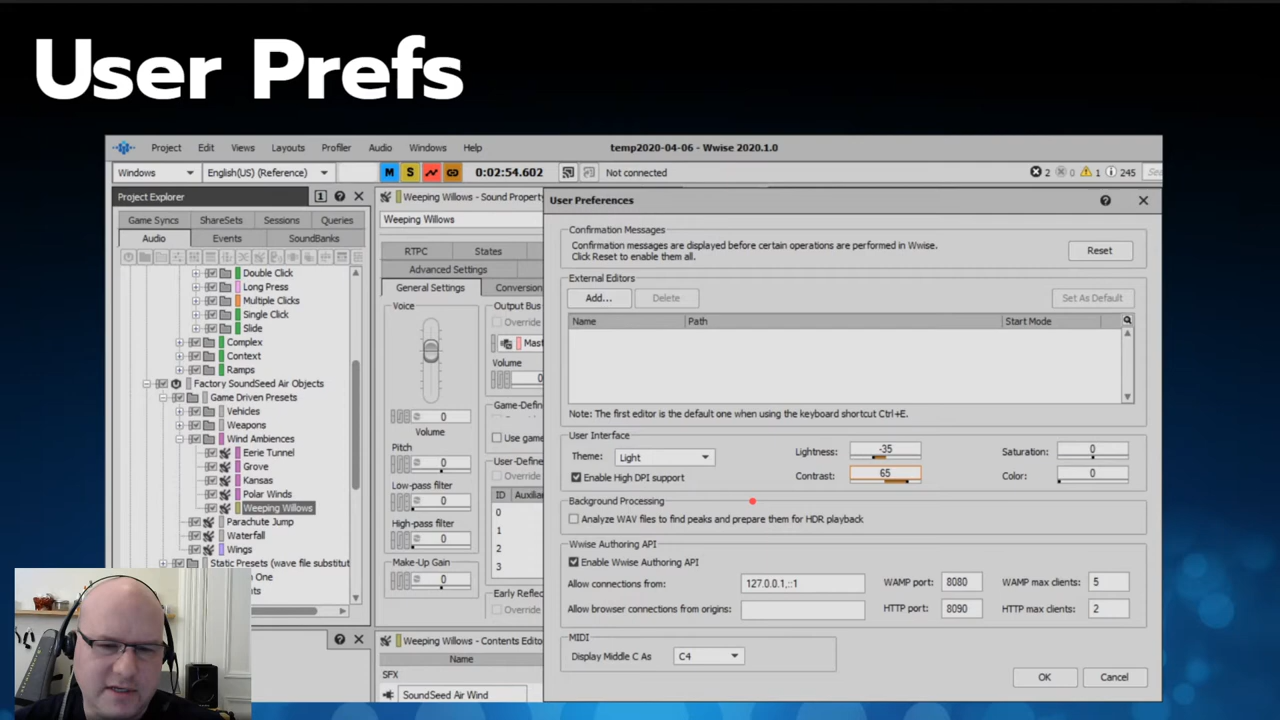 User Prefs
Project Edit Views Layouts Profiler Audio Windows Help temp2020-04-06 - Wwise 2020.1.0
Windows English(US) (Reference) M S 0:02:54.602 Not connected 2 0 1 245
Project Explorer 1
Game Syncs ShareSets Sessions Queries
Audio Events SoundBanks
Double Click
Long Press
Multiple Clicks
Single Click
Slide
Complex
Context
Ramps
Factory SoundSeed Air Objects
Game Driven Presets
Vehicles
Weapons
Wind Ambiences
Eerie Tunnel
Grove
Kansas
Polar Winds
Weeping Willows
Parachute Jump
Waterfall
Wings
Static Presets (wave file substitut
Weeping Willows - Sound Property
Weeping Willows
RTPC States
Advanced Settings
General Settings Conversion
Voice Output Bus
Override
Mast
Volume
0
0
Volume
Game-Define
Pitch
Use game
0
User-Define
Low-pass filter
Override
0
ID Auxilia
0
High-pass filter
1
0
2
Make-Up Gain
3
0
Early Reflec
Override
Weeping Willows - Contents Edito
Name
SFX
SoundSeed Air Wind
User Preferences
Confirmation Messages
Confirmation messages are displayed before certain operations are performed in Wwise.
Click Reset to enable them all.
Reset
External Editors
Add... Delete Set As Default
Name Path Start Mode
Note: The first editor is the default one when using the keyboard shortcut Ctrl+E.
User Interface
Theme: Light Lightness: -35 Saturation: 0
Enable High DPI support Contrast: 65 Color: 0
Background Processing
Analyze WAV files to find peaks and prepare them for HDR playback
Wwise Authoring API
Enable Wwise Authoring API
Allow connections from: 127.0.0.1,::1 WAMP port: 8080 WAMP max clients: 5
Allow browser connections from origins: HTTP port: 8090 HTTP max clients: 2
MIDI
Display Middle C As C4
OK Cancel